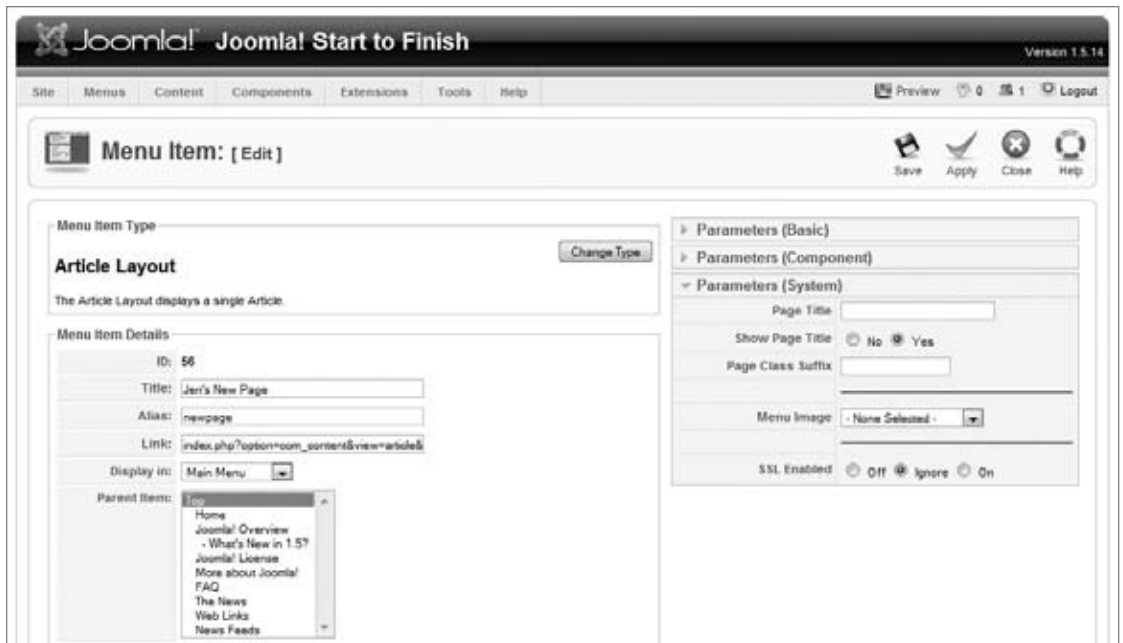 Joomla! Joomla! Start to Finish
Version 1.5.14
Site Menus Content Components Extensions Tools Help
Preview 0 1 Logout
Menu Item: [ Edit ]
Save Apply Close Help
Menu Item Type
Change Type
Article Layout
The Article Layout displays a single Article.
Menu Item Details
ID: 56
Title: Jen's New Page
Alias: newpage
Link: index.php?option=com_content&view=article&
Display in: Main Menu
Parent Item: Top
Home
Joomla! Overview
- What's New in 1.5?
Joomla! License
More about Joomla!
FAQ
The News
Web Links
News Feeds
Parameters (Basic)
Parameters (Component)
Parameters (System)
Page Title
Show Page Title No Yes
Page Class Suffix
Menu Image - None Selected -
SSL Enabled Off Ignore On